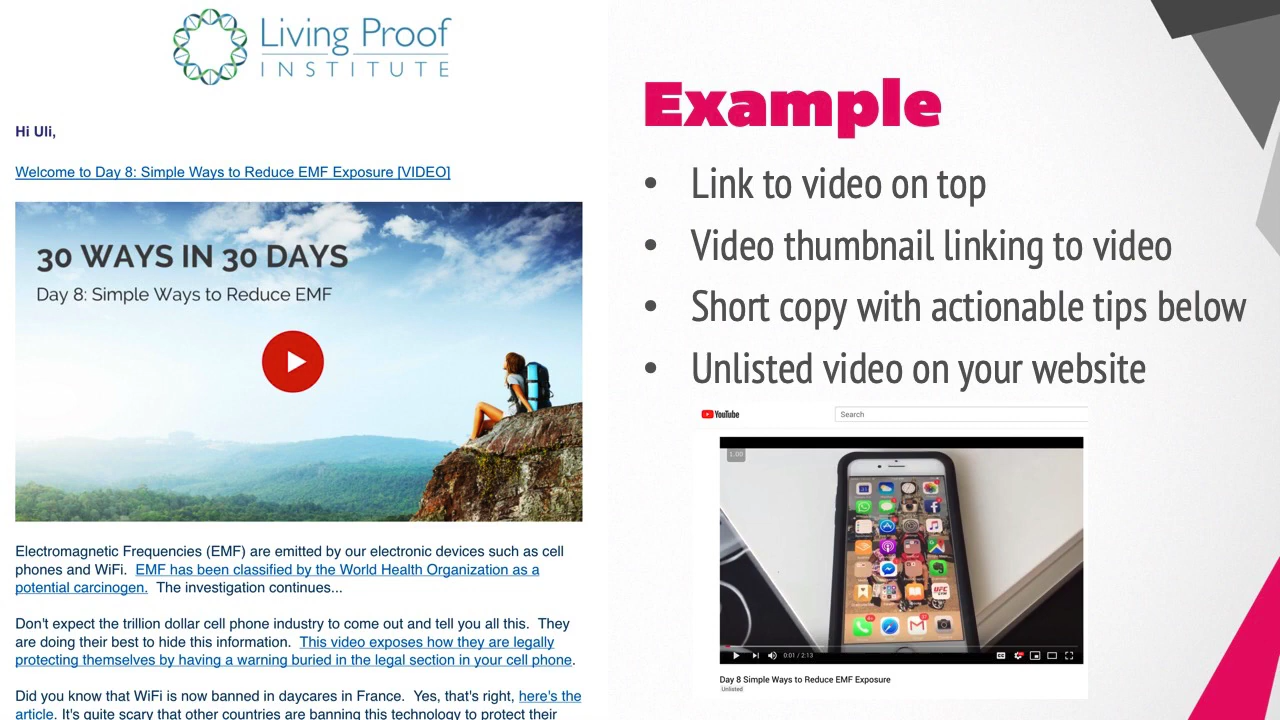 Living Proof
INSTITUTE
Hi Uli,
Welcome to Day 8: Simple Ways to Reduce EMF Exposure [VIDEO]
30 WAYS IN 30 DAYS
Day 8: Simple Ways to Reduce EMF
Electromagnetic Frequencies (EMF) are emitted by our electronic devices such as cell
phones and WiFi. EMF has been classified by the World Health Organization as a
potential carcinogen. The investigation continues...
Don't expect the trillion dollar cell phone industry to come out and tell you all this. They
are doing their best to hide this information. This video exposes how they are legally
protecting themselves by having a warning buried in the legal section in your cell phone.
Did you know that WiFi is now banned in daycares in France. Yes, that's right, here's the
article. It's quite scary that other countries are banning this technology to protect their
Example
• Link to video on top
• Video thumbnail linking to video
• Short copy with actionable tips below
• Unlisted video on your website
YouTube
Search
1.00
UFC
0:01 / 2:13
Day 8 Simple Ways to Reduce EMF Exposure
Unlisted